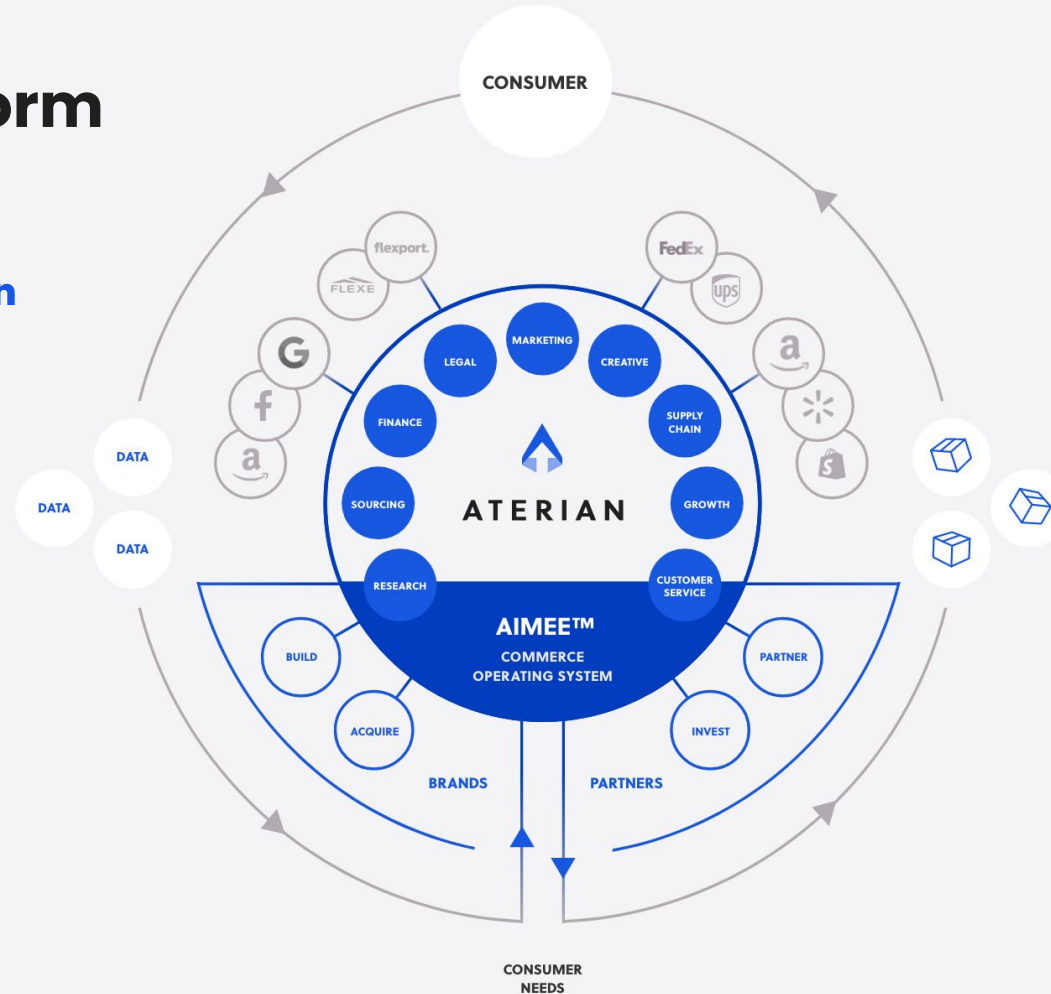 orm
n
CONSUMER
flexport.
FLEXE
FedEx
ups
G
f
a
a
S
MARKETING
LEGAL
CREATIVE
FINANCE
SUPPLY
CHAIN
SOURCING
GROWTH
RESEARCH
CUSTOMER
SERVICE
ATERIAN
DATA
DATA
DATA
AIMEE™
COMMERCE
OPERATING SYSTEM
BUILD
ACQUIRE
BRANDS
PARTNER
INVEST
PARTNERS
CONSUMER
NEEDS